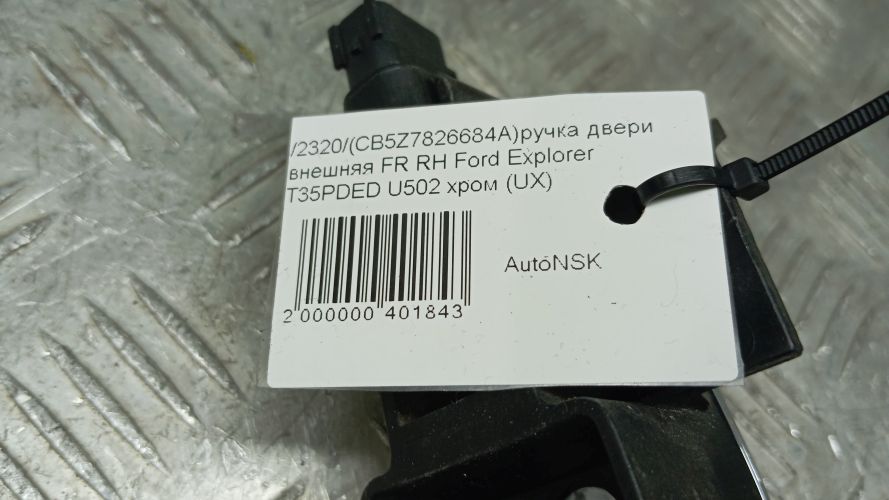 /2320/(CB5Z7826684A)ручка двери
внешняя FR RH Ford Explorer
T35PDED U502 хром (UX)
AutoNSK
2 000000 401843